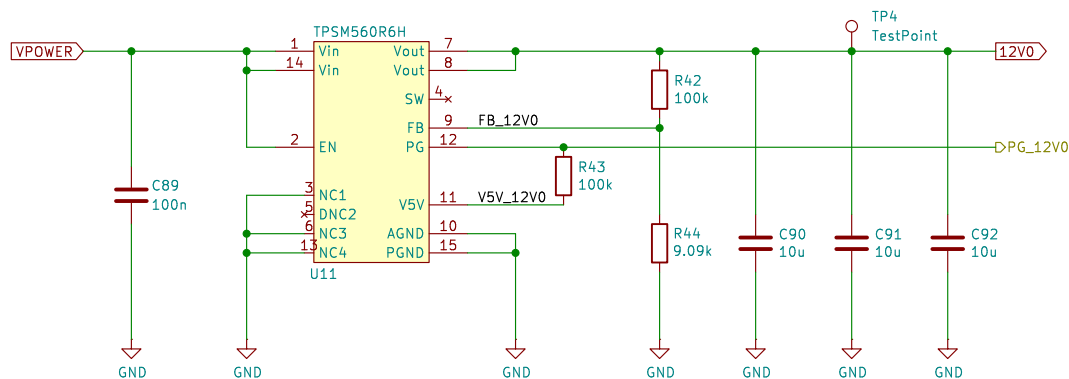 TPSM560R6H
TP4
TestPoint
VPOWER
1 Vin
Vout 7
12V0
14 Vin
Vout 8
R42
100k
SW 4
FB 9
FB_12V0
2 EN
PG 12
PG_12V0
R43
100k
C89
100n
3 NC1
V5V 11
V5V_12V0
5 DNC2
6 NC3
AGND 10
13 NC4
PGND 15
R44
9.09k
C90
10u
C91
10u
C92
10u
U11
GND
GND
GND
GND
GND
GND
GND